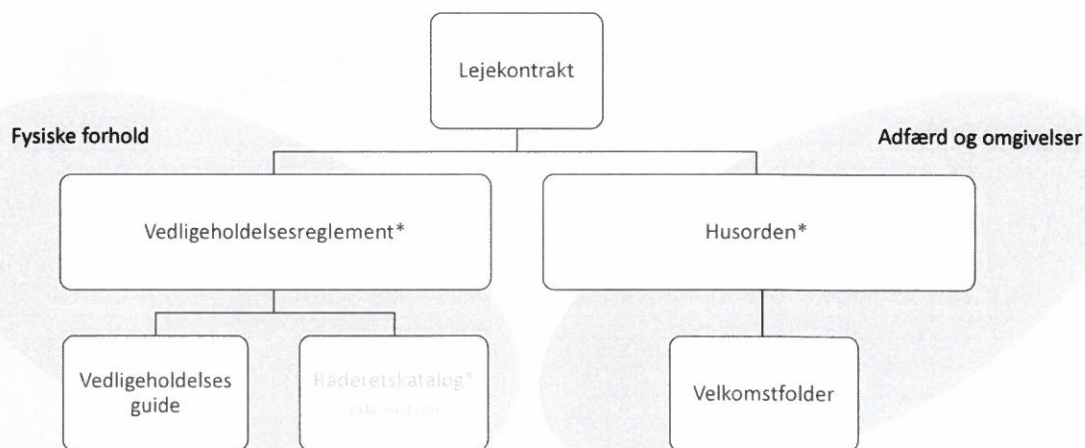 Lejekontrakt
Fysiske forhold
Adfærd og omgivelser
Vedligeholdelsesreglement*
Husorden*
Vedligeholdelses
guide
Råderetskatalog*
Velkomstfolder